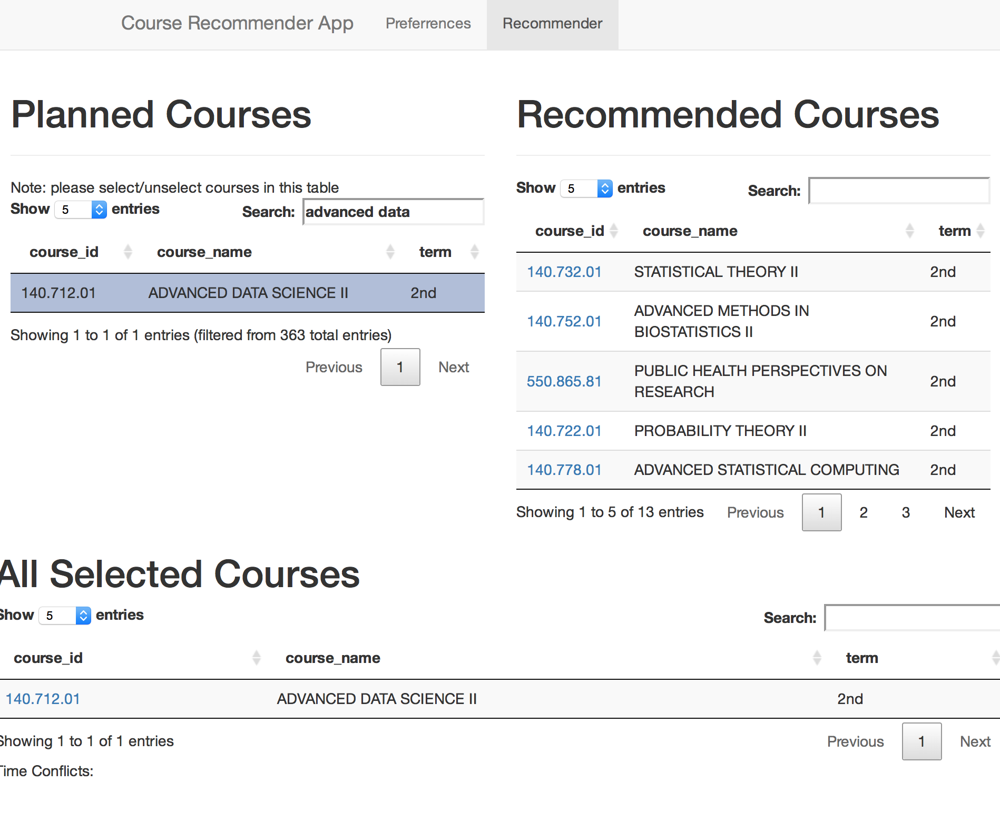 Course Recommender App Preferrences Recommender
Planned Courses
Note: please select/unselect courses in this table
Show 5 entries Search: advanced data
course_id course_name term
140.712.01 ADVANCED DATA SCIENCE II 2nd
Showing 1 to 1 of 1 entries (filtered from 363 total entries)
Previous 1 Next
Recommended Courses
Show 5 entries Search:
course_id course_name term
140.732.01 STATISTICAL THEORY II 2nd
140.752.01 ADVANCED METHODS IN
BIOSTATISTICS II 2nd
550.865.81 PUBLIC HEALTH PERSPECTIVES ON
RESEARCH 2nd
140.722.01 PROBABILITY THEORY II 2nd
140.778.01 ADVANCED STATISTICAL COMPUTING 2nd
Showing 1 to 5 of 13 entries Previous 1 2 3 Next
All Selected Courses
Show 5 entries Search:
course_id course_name term
140.712.01 ADVANCED DATA SCIENCE II 2nd
Showing 1 to 1 of 1 entries Previous 1 Next
Time Conflicts: